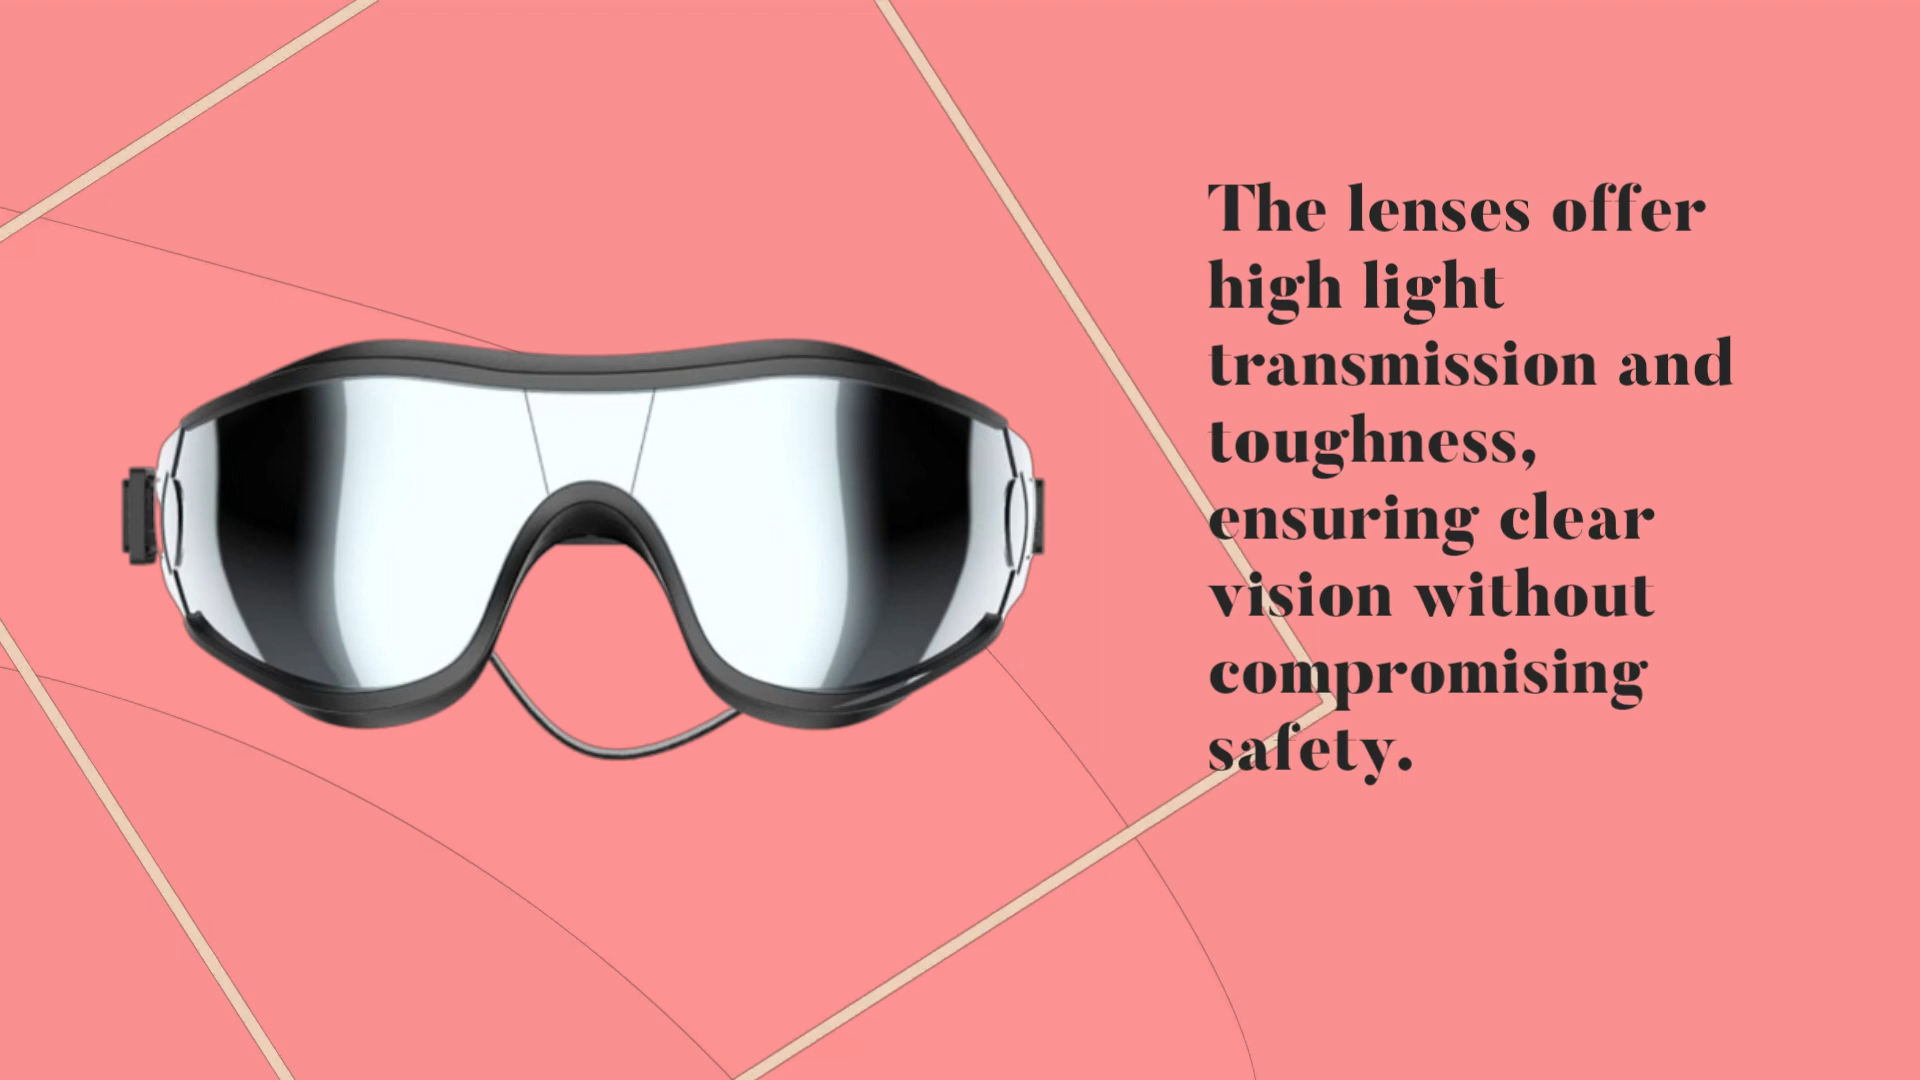 The lenses offer
high light
transmission and
toughness,
ensuring clear
vision without
compromising
safety.